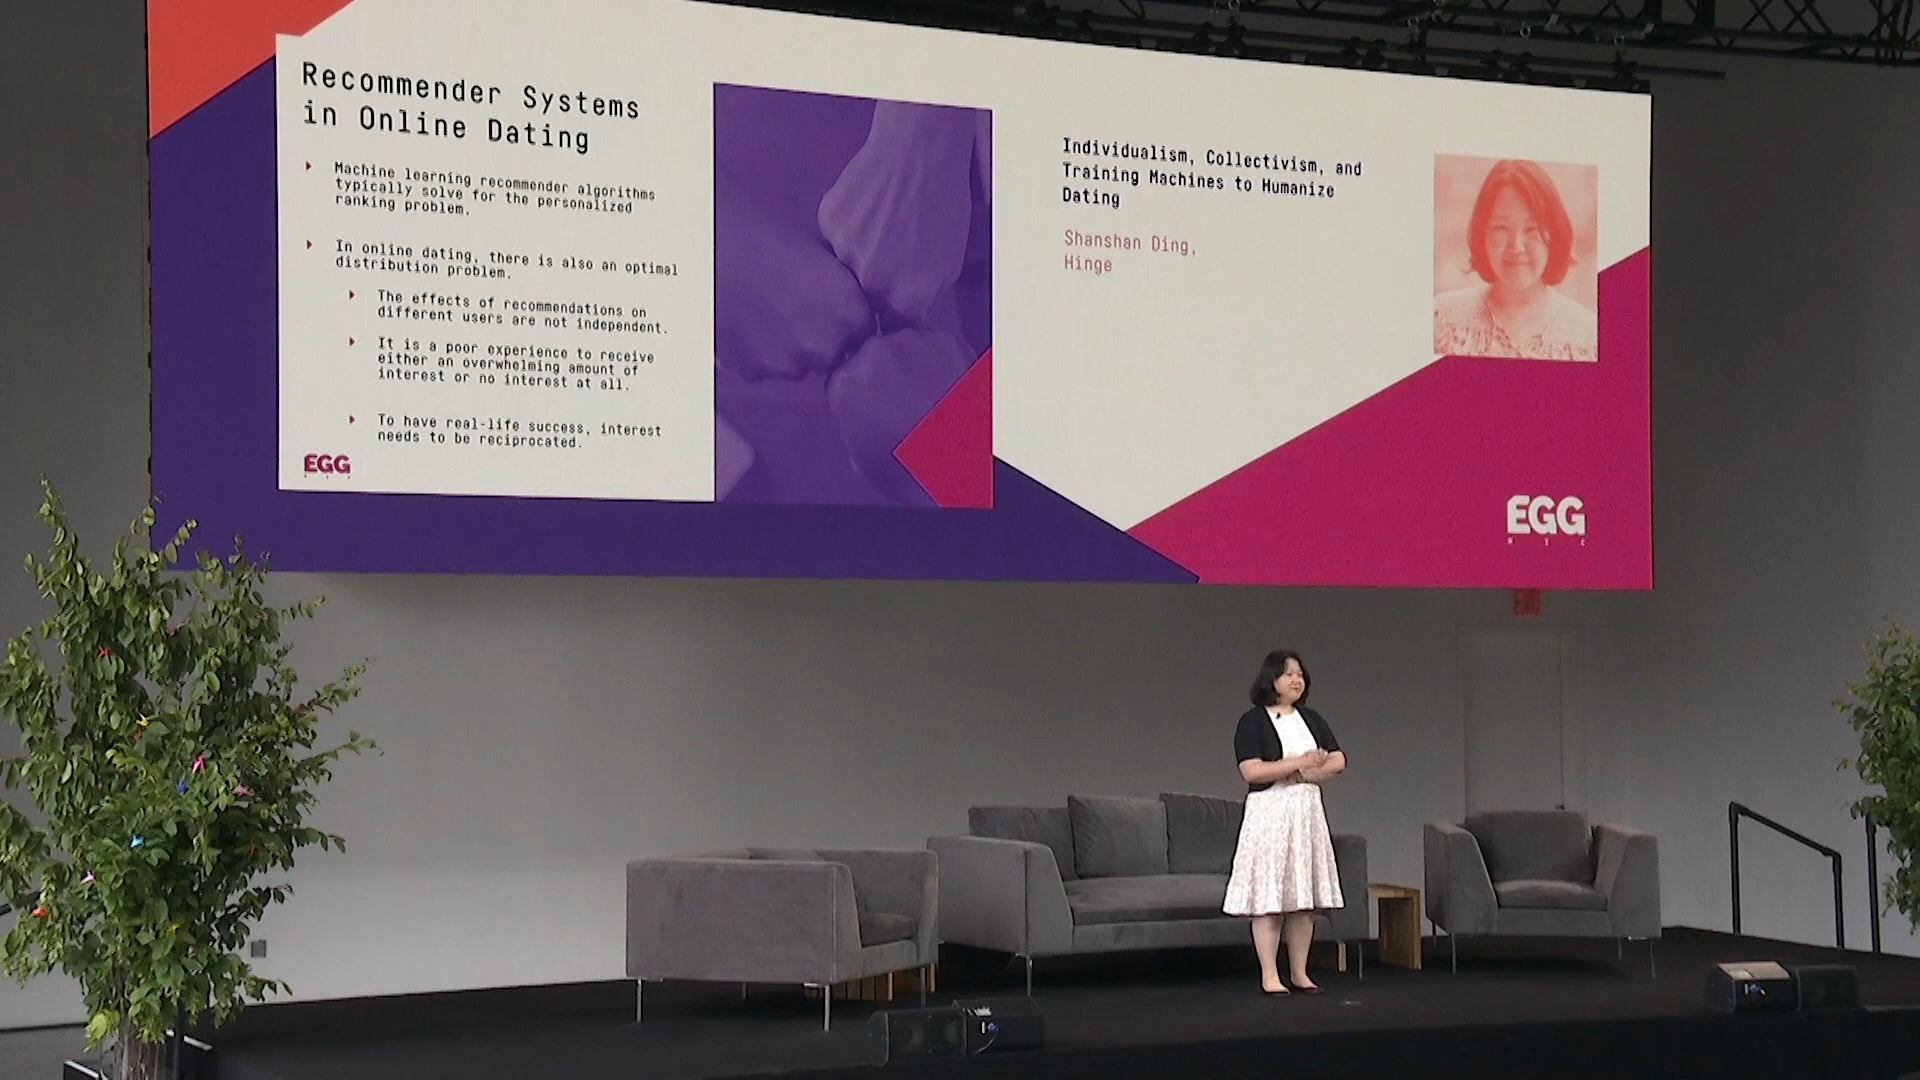 Recommender Systems
in Online Dating
Machine learning recommender algorithms
typically solve for the personalized
ranking problem.
In online dating, there is also an optimal
distribution problem.
The effects of recommendations on
different users are not independent.
It is a poor experience to receive
either an overwhelming amount of
interest or no interest at all.
To have real-life success, interest
needs to be reciprocated.
EGG
Individualism, Collectivism, and
Training Machines to Humanize
Dating
Shanshan Ding,
Hinge
EGG
N Y C
EXIT